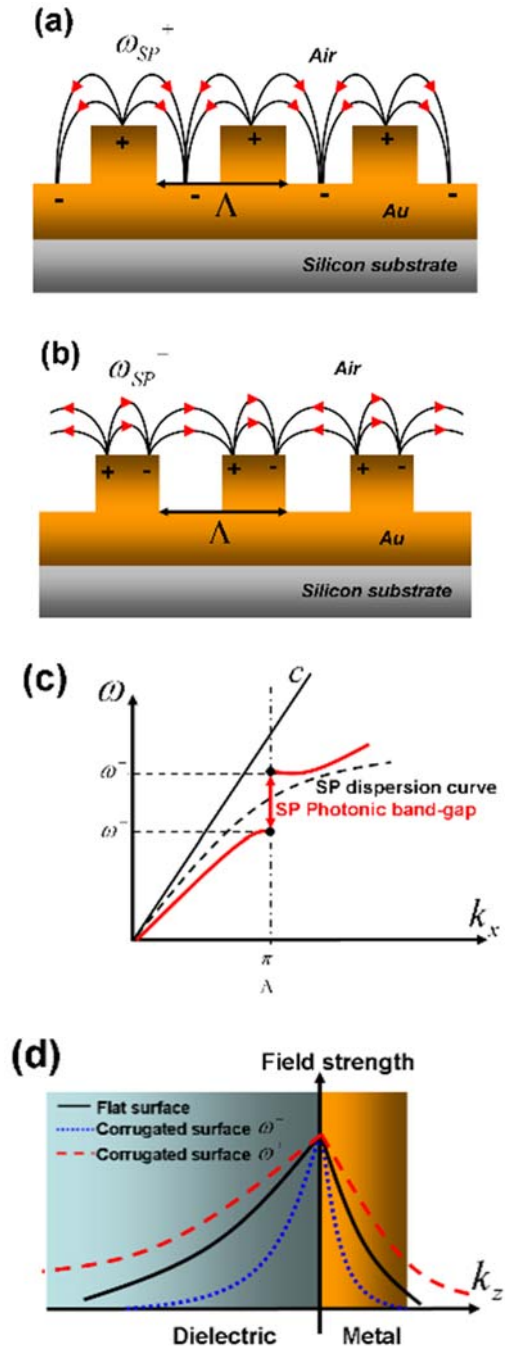 (a)
ω_SP^+
Air
+ + +
- - - -
Λ
Au
Silicon substrate
(b)
ω_SP^-
Air
+ - + - + -
Λ
Au
Silicon substrate
(c)
ω
c
ω⁻
SP dispersion curve
SP Photonic band-gap
ω⁻
k_x
π
Λ
(d)
Field strength
Flat surface
Corrugated surface ω⁻
Corrugated surface ω⁺
k_z
Dielectric Metal